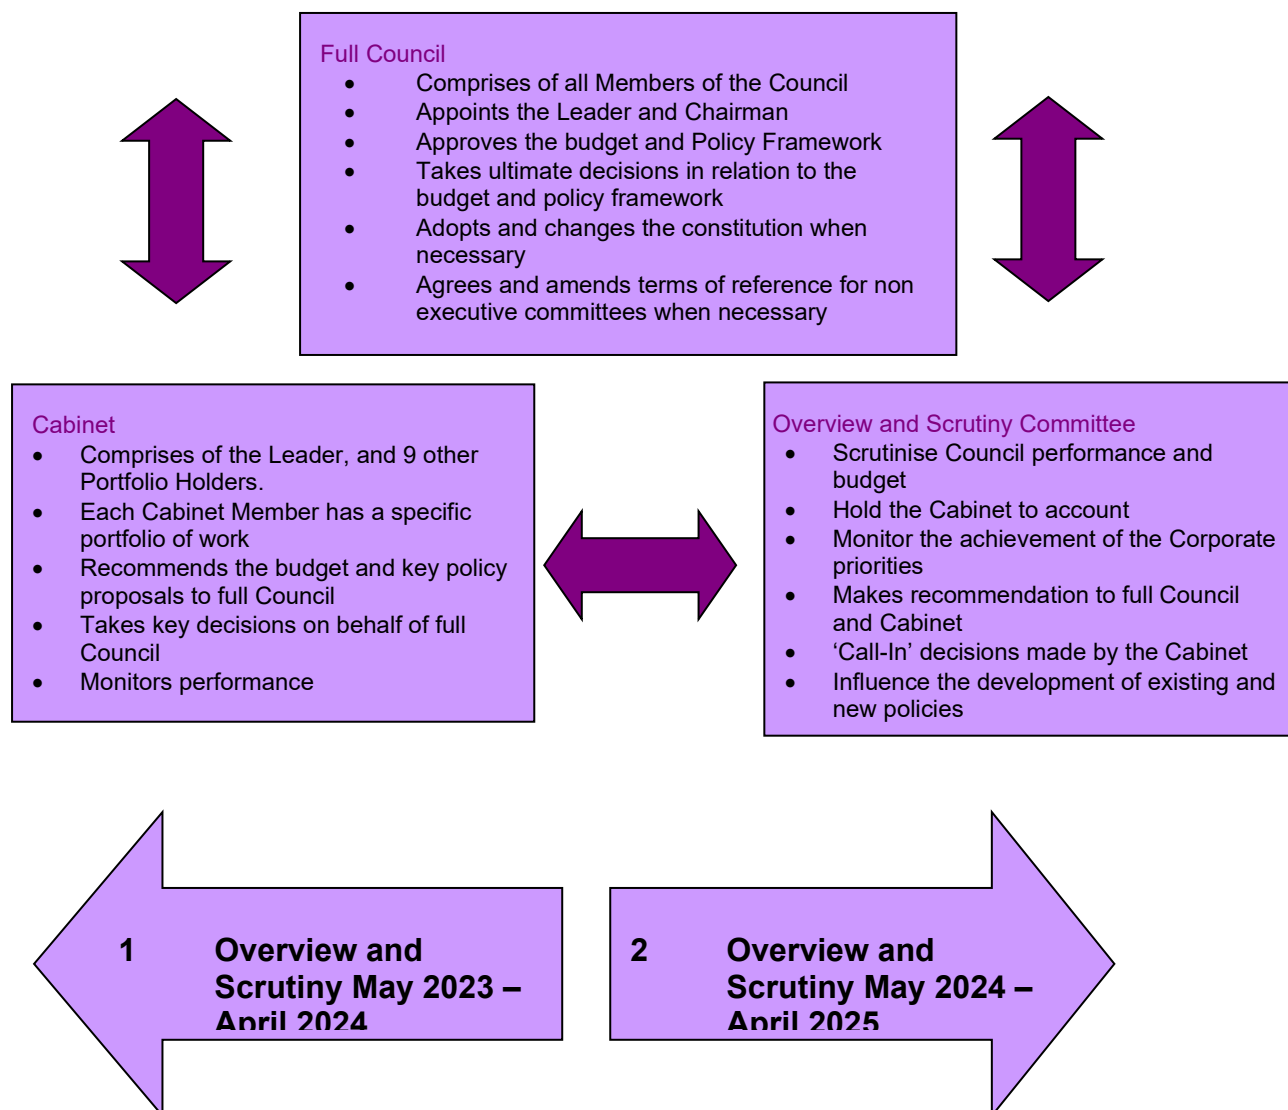 Full Council
• Comprises of all Members of the Council
• Appoints the Leader and Chairman
• Approves the budget and Policy Framework
• Takes ultimate decisions in relation to the
budget and policy framework
• Adopts and changes the constitution when
necessary
• Agrees and amends terms of reference for non
executive committees when necessary
Cabinet
• Comprises of the Leader, and 9 other
Portfolio Holders.
• Each Cabinet Member has a specific
portfolio of work
• Recommends the budget and key policy
proposals to full Council
• Takes key decisions on behalf of full
Council
• Monitors performance
Overview and Scrutiny Committee
• Scrutinise Council performance and
budget
• Hold the Cabinet to account
• Monitor the achievement of the Corporate
priorities
• Makes recommendation to full Council
and Cabinet
• ‘Call-In’ decisions made by the Cabinet
• Influence the development of existing and
new policies
1 Overview and
Scrutiny May 2023 –
April 2024
2 Overview and
Scrutiny May 2024 –
April 2025